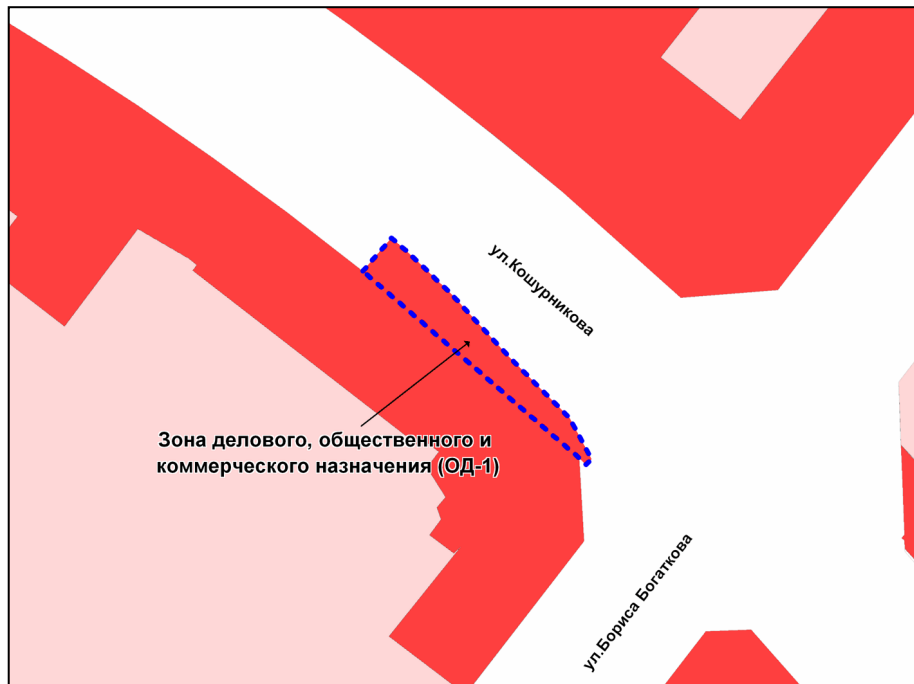 ул.Кошурникова
Зона делового, общественного и
коммерческого назначения (ОД-1)
ул.Бориса Богаткова